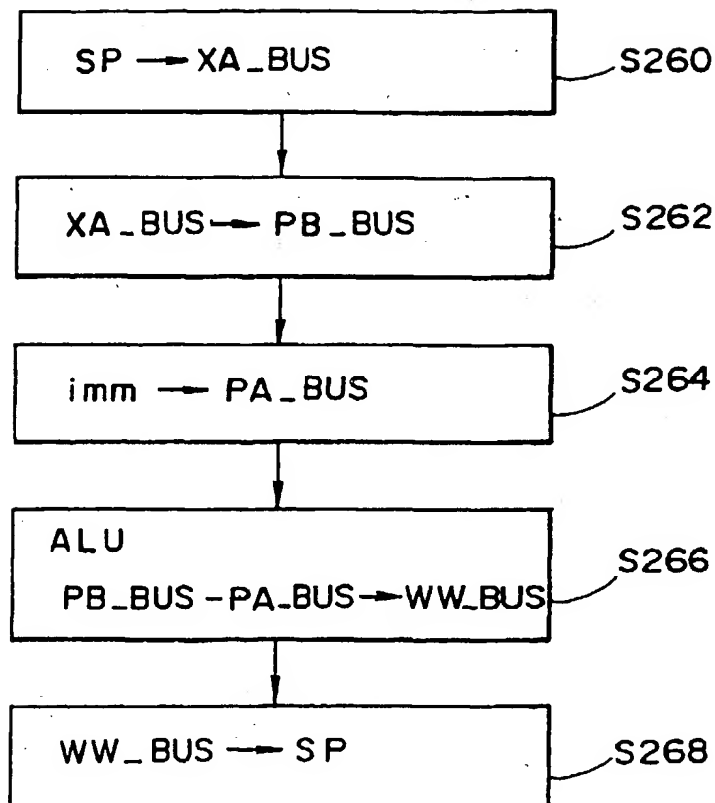 SP → XA_BUS
S260
XA_BUS → PB_BUS
S262
imm → PA_BUS
S264
ALU
PB_BUS - PA_BUS → WW_BUS
S266
WW_BUS → SP
S268